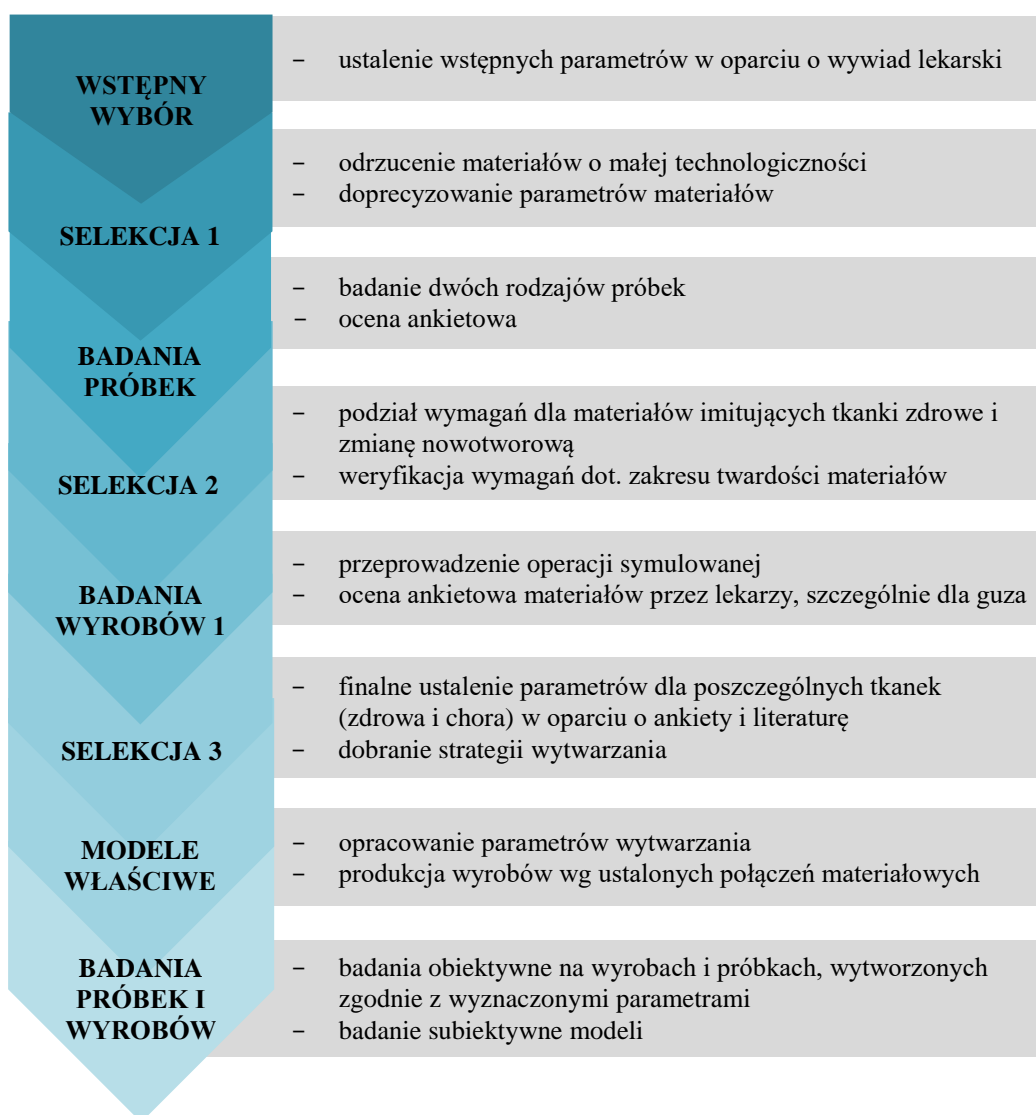 WSTĘPNY
WYBÓR
– ustalenie wstępnych parametrów w oparciu o wywiad lekarski
SELEKCJA 1
– odrzucenie materiałów o małej technologiczności
– doprecyzowanie parametrów materiałów
BADANIA
PRÓBEK
– badanie dwóch rodzajów próbek
– ocena ankietowa
SELEKCJA 2
– podział wymagań dla materiałów imitujących tkanki zdrowe i
zmianę nowotworową
– weryfikacja wymagań dot. zakresu twardości materiałów
BADANIA
WYROBÓW 1
– przeprowadzenie operacji symulowanej
– ocena ankietowa materiałów przez lekarzy, szczególnie dla guza
SELEKCJA 3
– finalne ustalenie parametrów dla poszczególnych tkanek
(zdrowa i chora) w oparciu o ankiety i literaturę
– dobranie strategii wytwarzania
MODELE
WŁAŚCIWE
– opracowanie parametrów wytwarzania
– produkcja wyrobów wg ustalonych połączeń materiałowych
BADANIA
PRÓBEK I
WYROBÓW
– badania obiektywne na wyrobach i próbkach, wytworzonych
zgodnie z wyznaczonymi parametrami
– badanie subiektywne modeli